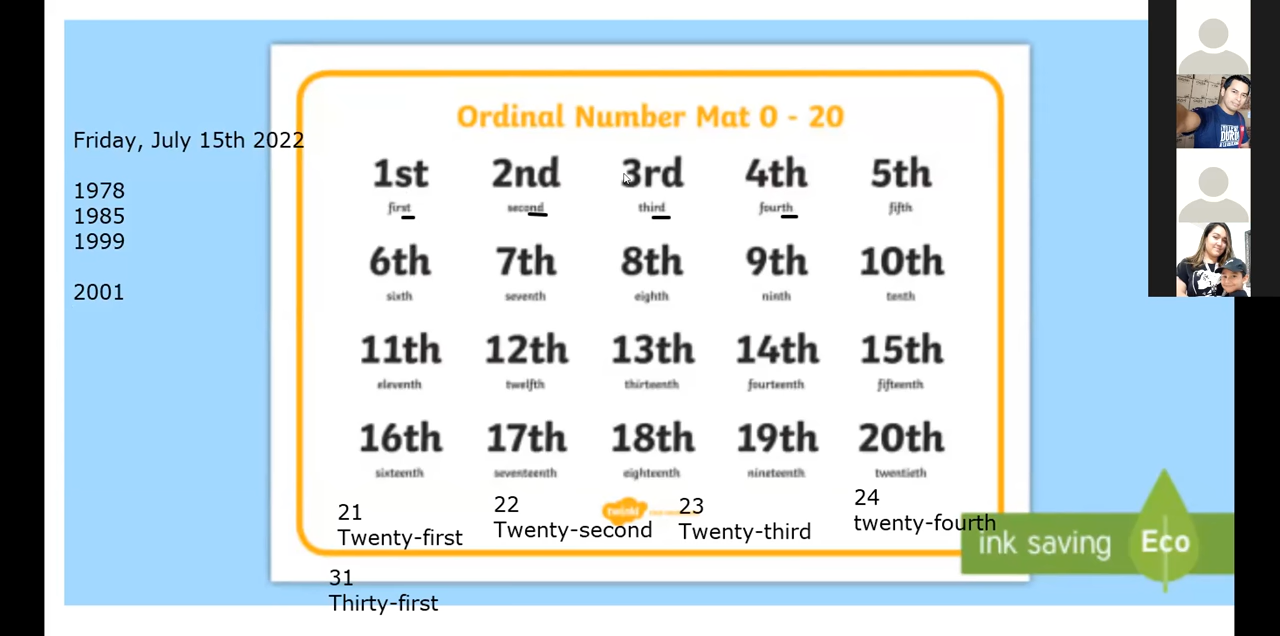 Ordinal Number Mat 0 - 20
Friday, July 15th 2022
1978
1985
1999
2001
1st 2nd 3rd 4th 5th
first second third fourth fifth
6th 7th 8th 9th 10th
sixth seventh eighth ninth tenth
11th 12th 13th 14th 15th
eleventh twelfth thirteenth fourteenth fifteenth
16th 17th 18th 19th 20th
sixteenth seventeenth eighteenth nineteenth twentieth
21 22 23 24
Twenty-first Twenty-second Twenty-third twenty-fourth
twinkl
31
Thirty-first
ink saving Eco